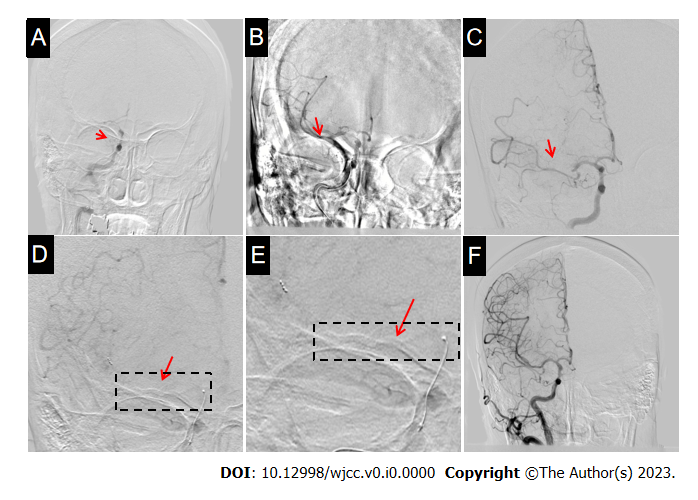 A
B
C
D
E
F
DOI: 10.12998/wjcc.v0.i0.0000 Copyright ©The Author(s) 2023.